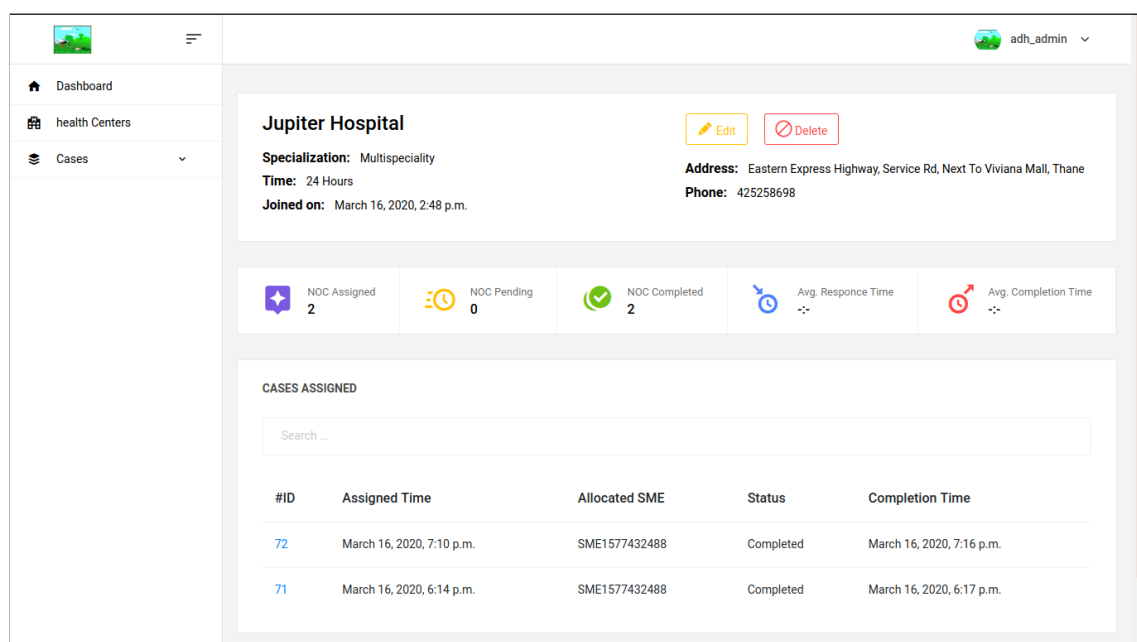 adh_admin
Dashboard
health Centers
Cases
Jupiter Hospital
Edit
Delete
Specialization: Multispeciality
Time: 24 Hours
Joined on: March 16, 2020, 2:48 p.m.
Address: Eastern Express Highway, Service Rd, Next To Viviana Mall, Thane
Phone: 425258698
NOC Assigned
2
NOC Pending
0
NOC Completed
2
Avg. Responce Time
-:-
Avg. Completion Time
-:-
CASES ASSIGNED
Search ...
#ID Assigned Time Allocated SME Status Completion Time
72 March 16, 2020, 7:10 p.m. SME1577432488 Completed March 16, 2020, 7:16 p.m.
71 March 16, 2020, 6:14 p.m. SME1577432488 Completed March 16, 2020, 6:17 p.m.